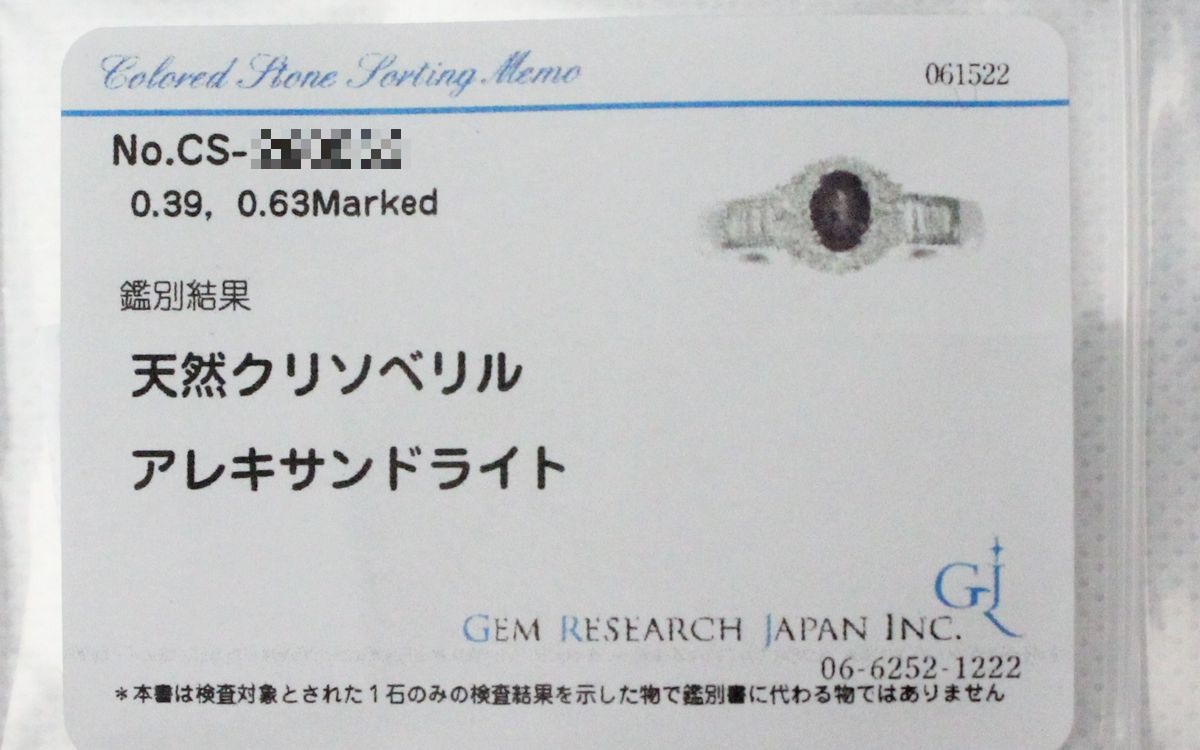 Colored Stone Sorting Memo 061522
No.CS-
0.39, 0.63Marked
鑑別結果
天然クリソベリル
アレキサンドライト
GJ
GEM RESEARCH JAPAN INC.
06-6252-1222
*本書は検査対象とされた1石のみの検査結果を示した物で鑑別書に代わる物ではありません